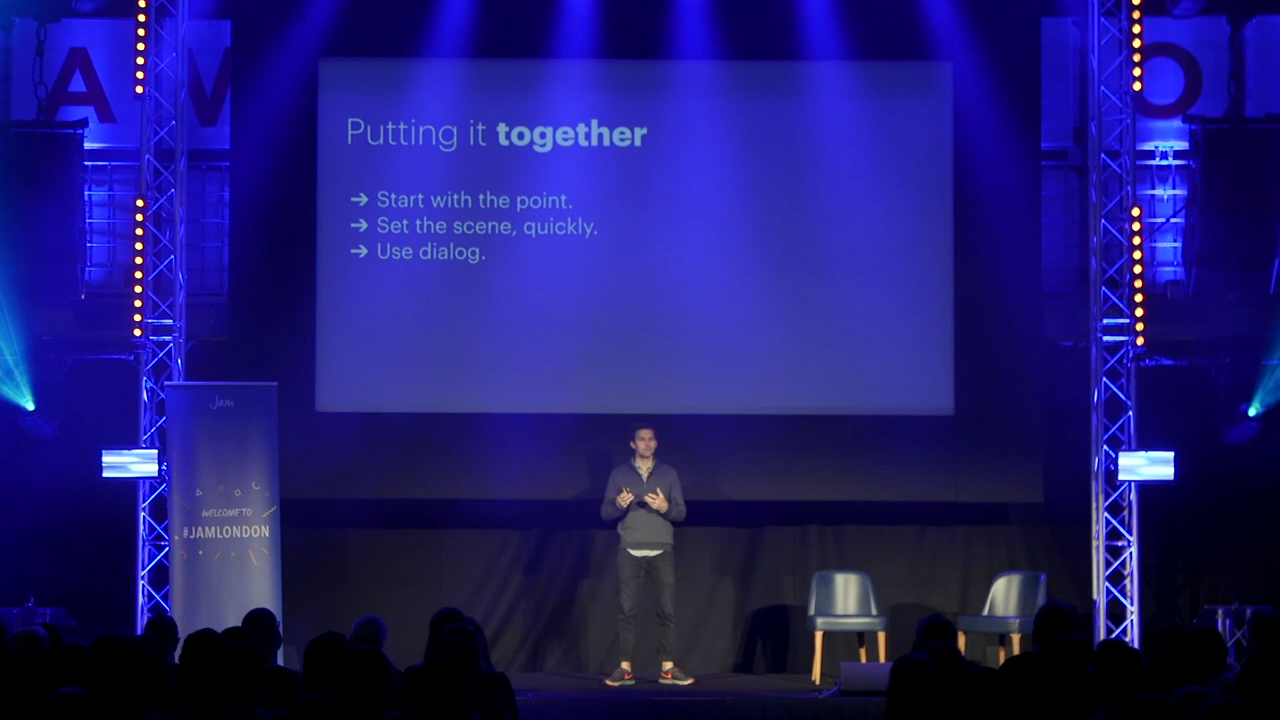 A M
O
Putting it together
➔ Start with the point.
➔ Set the scene, quickly.
➔ Use dialog.
Jam
WELCOME TO
#JAMLONDON